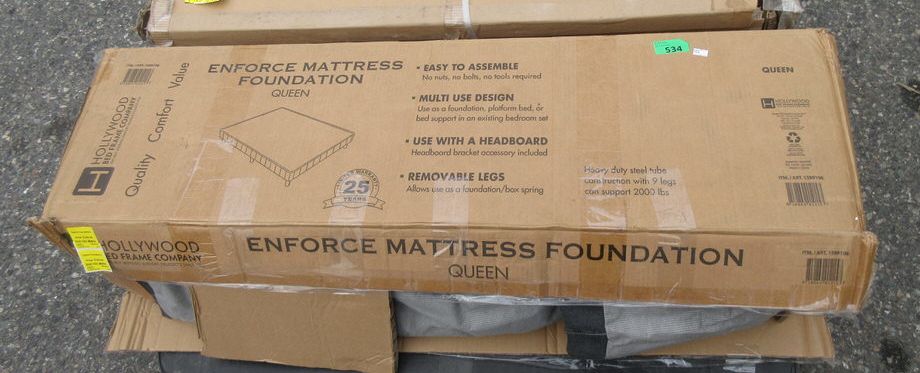 534
ENFORCE MATTRESS
FOUNDATION
QUEEN
• EASY TO ASSEMBLE
No nuts, no bolts, no tools required
• MULTI USE DESIGN
Use as a foundation, platform bed, or
bed support in an existing bedroom set
• USE WITH A HEADBOARD
Headboard bracket accessory included
• REMOVABLE LEGS
Allows use as a foundation/box spring
Quality Comfort Value
HOLLYWOOD
BED FRAME COMPANY
25
YEARS
QUEEN
HOLLYWOOD
Heavy duty steel tube
construction with 9 legs
can support 2000 lbs
HOLLYWOOD
BED FRAME COMPANY
ENFORCE MATTRESS FOUNDATION
QUEEN